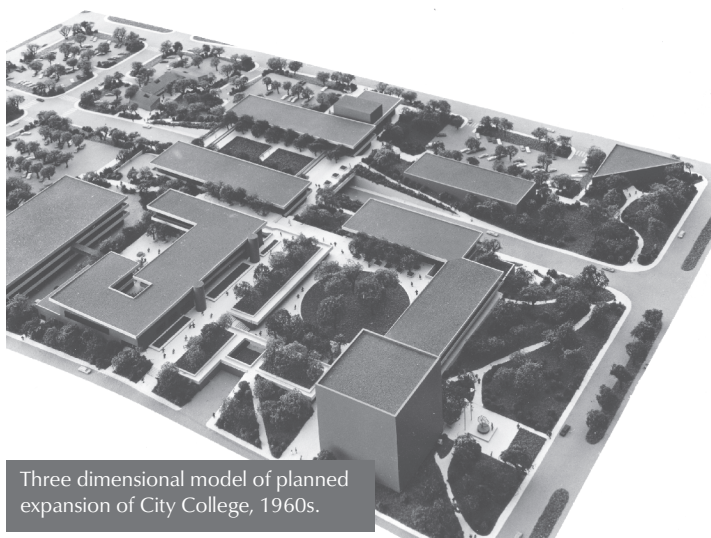 Three dimensional model of planned
expansion of City College, 1960s.